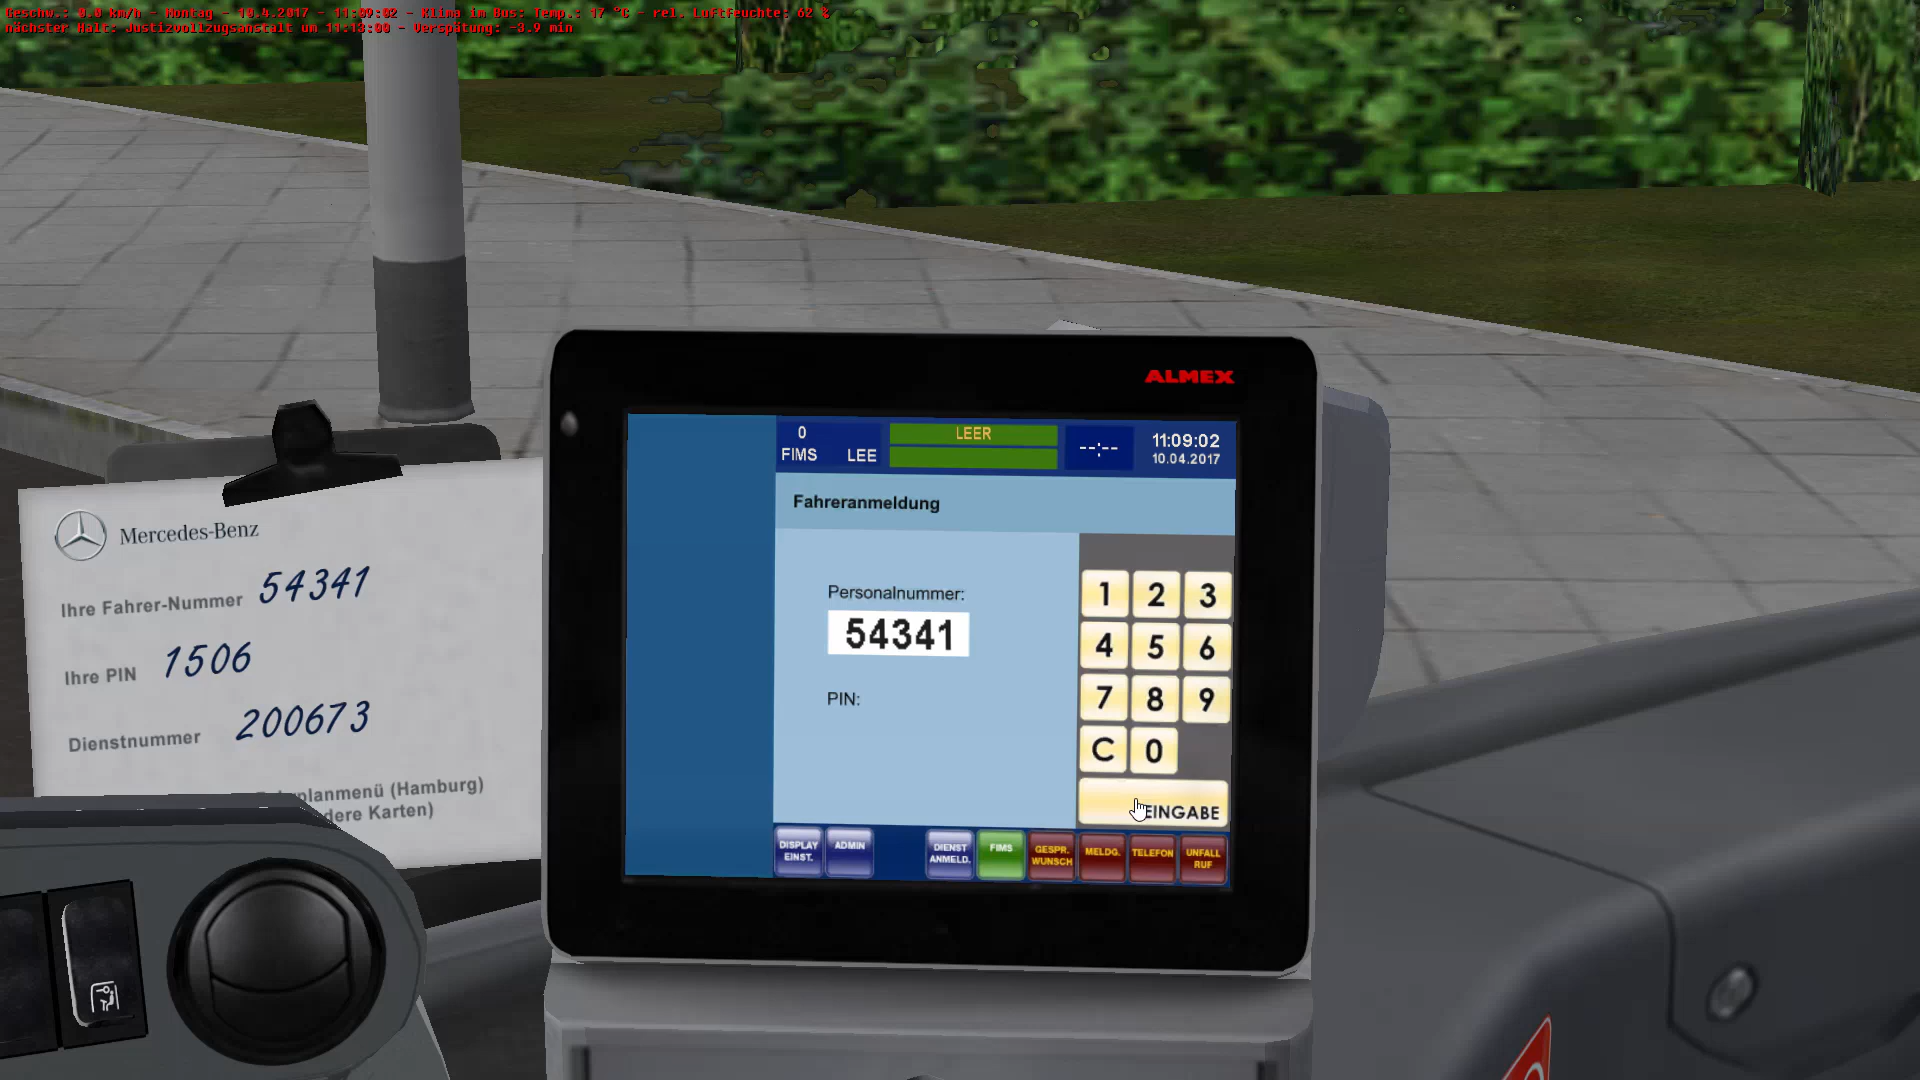 Geschw.: 0.0 km/h - Montag - 10.4.2017 - 11:09:02 - Klima im Bus: Temp.: 17 °C - rel. Luftfeuchte: 62 %
nächster Halt: Justizvollzugsanstalt um 11:13:00 - Verspätung: -3.9 min
ALMEX
0
FIMS LEE
LEER
--:--
11:09:02
10.04.2017
Fahreranmeldung
Personalnummer:
54341
PIN:
1 2 3
4 5 6
7 8 9
C 0
EINGABE
DISPLAY EINST.
ADMIN
DIENST ANMELD.
FIMS
GESPR. WUNSCH
MELDG.
TELEFON
UNFALL RUF
Mercedes-Benz
Ihre Fahrer-Nummer 54341
Ihre PIN 1506
Dienstnummer 200673
(Hamburg)
Karten)